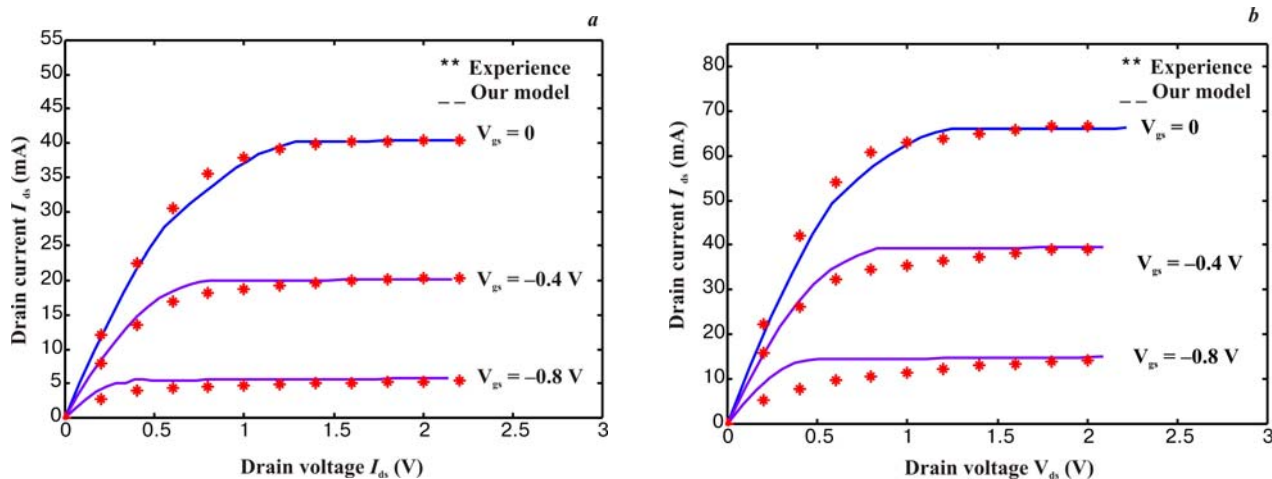 a
55
50
45
40
35
30
25
20
15
10
5
0
Drain current I ds (mA)
** Experience
_ _ Our model
Vgs = 0
Vgs = –0.4 V
Vgs = –0.8 V
0 0.5 1 1.5 2 2.5 3
Drain voltage Ids (V)
b
80
70
60
50
40
30
20
10
0
Drain current I ds (mA)
** Experience
_ _ Our model
Vgs = 0
Vgs = –0.4 V
Vgs = –0.8 V
0 0.5 1 1.5 2 2.5 3
Drain voltage Vds (V)